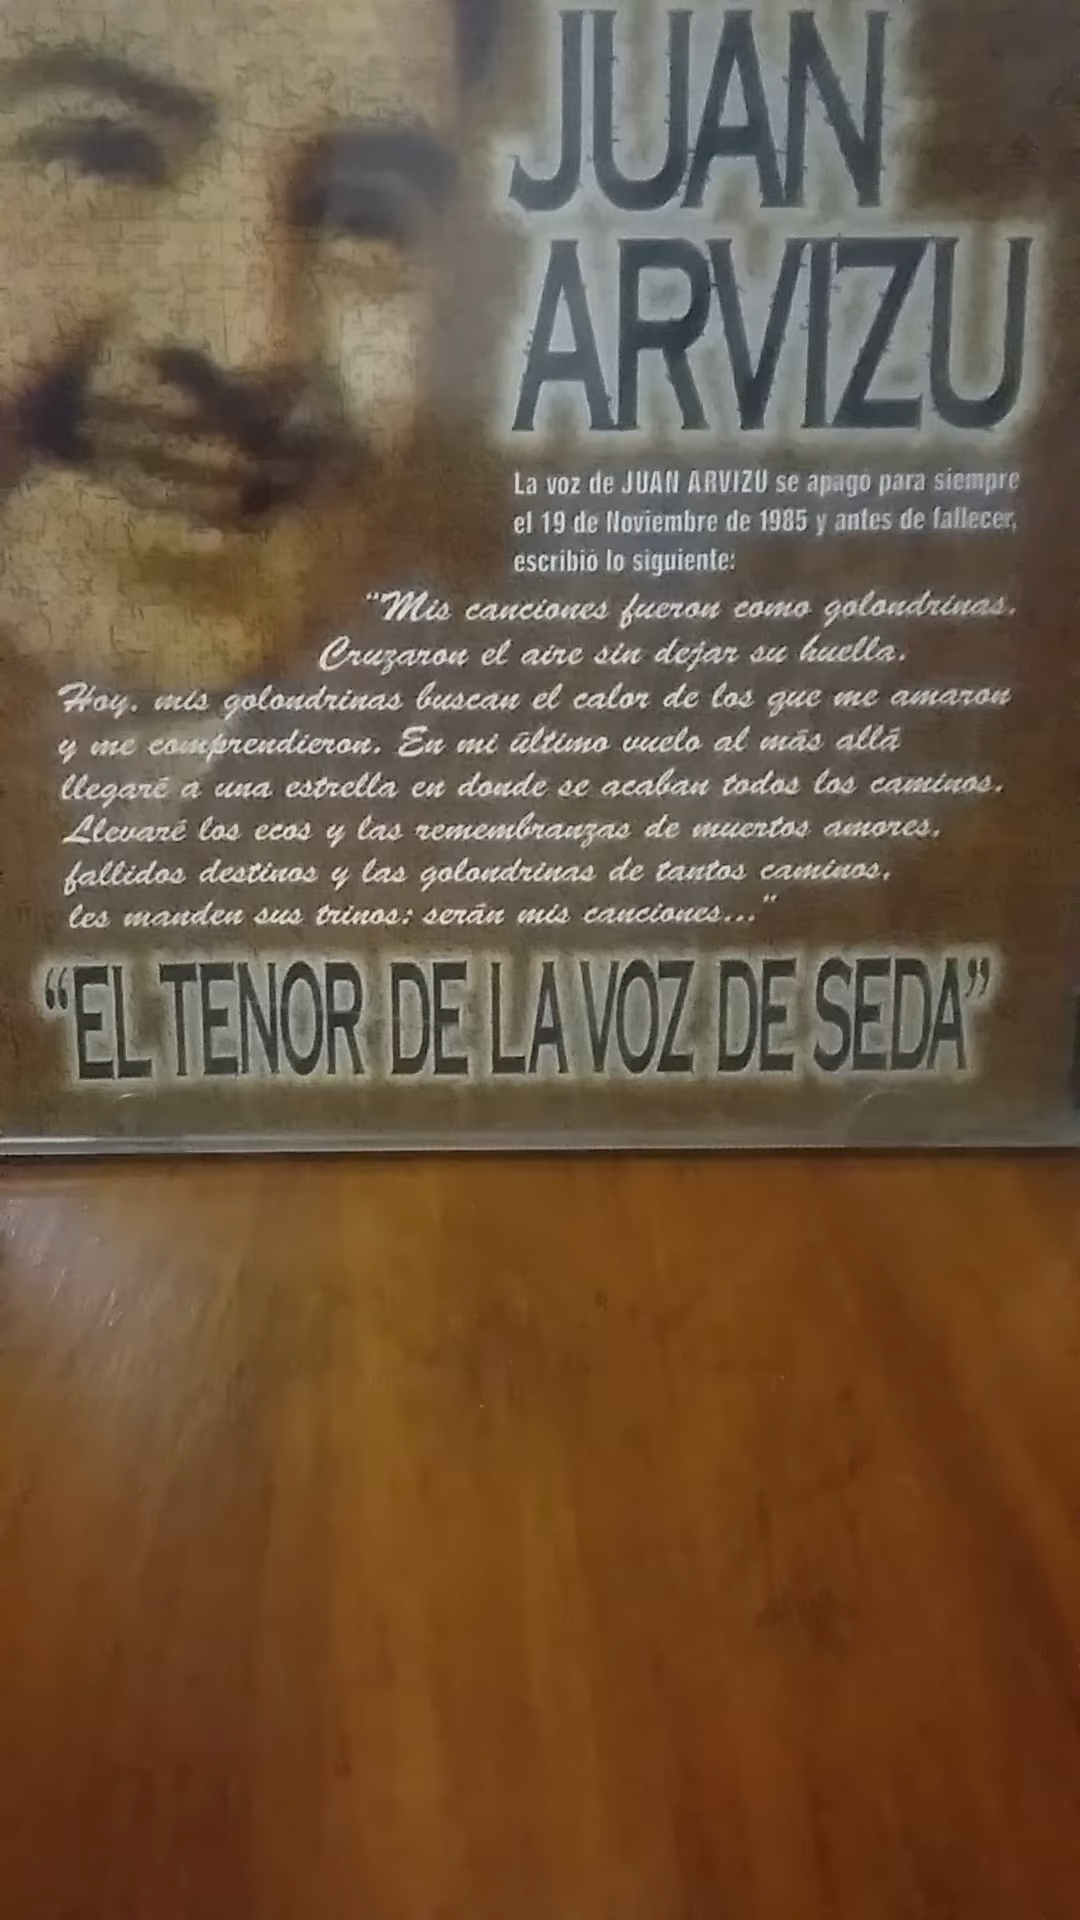 JUAN
ARVIZU
La voz de JUAN ARVIZU se apagó para siempre
el 19 de Noviembre de 1985 y antes de fallecer,
escribió lo siguiente:
"Mis canciones fueron como golondrinas.
Cruzaron el aire sin dejar su huella.
Hoy, mis golondrinas buscan el calor de los que me amaron
y me comprendieron. En mi último vuelo al más allá
llegaré a una estrella en donde se acaban todos los caminos.
Llevaré los ecos y las remembranzas de muertos amores,
fallidos destinos y las golondrinas de tantos caminos,
les manden sus trinos: serán mis canciones..."
"EL TENOR DE LA VOZ DE SEDA"